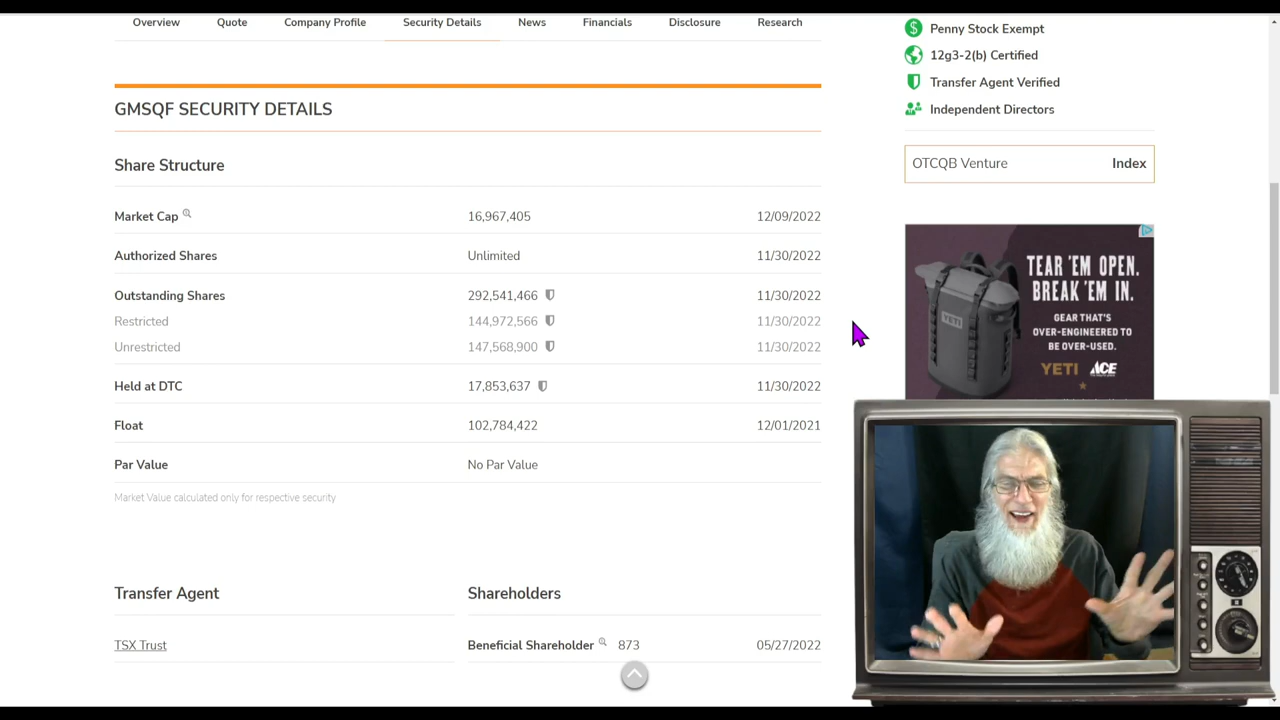 Overview Quote Company Profile Security Details News Financials Disclosure Research
GMSQF SECURITY DETAILS
Share Structure
Market Cap 16,967,405 12/09/2022
Authorized Shares Unlimited 11/30/2022
Outstanding Shares 292,541,466 11/30/2022
Restricted 144,972,566 11/30/2022
Unrestricted 147,568,900 11/30/2022
Held at DTC 17,853,637 11/30/2022
Float 102,784,422 12/01/2021
Par Value No Par Value
Market Value calculated only for respective security
Transfer Agent Shareholders
TSX Trust Beneficial Shareholder 873 05/27/2022
Penny Stock Exempt
12g3-2(b) Certified
Transfer Agent Verified
Independent Directors
OTCQB Venture Index
TEAR 'EM OPEN.
BREAK 'EM IN.
GEAR THAT'S
OVER-ENGINEERED TO
BE OVER-USED.
YETI ACE